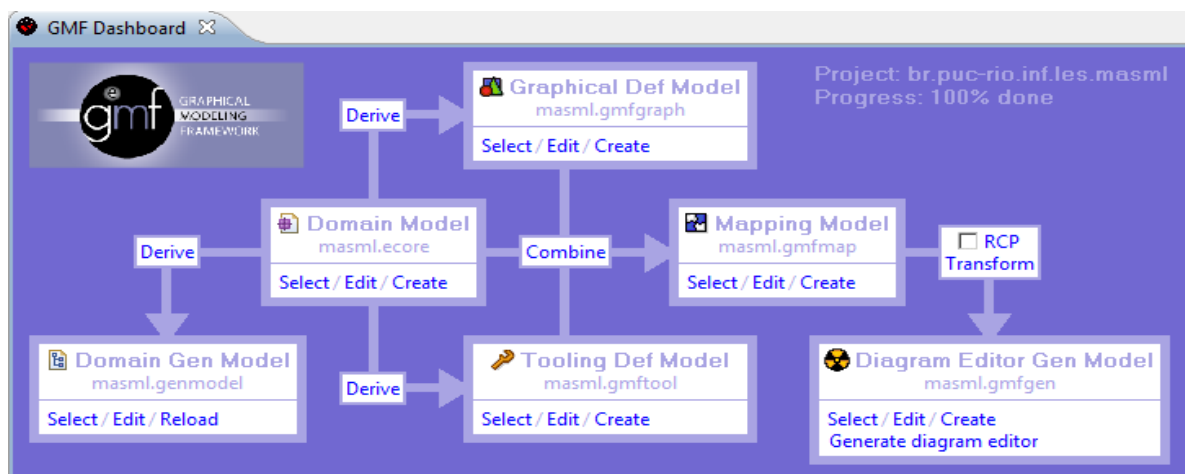 GMF Dashboard
e
gmf
GRAPHICAL
MODELING
FRAMEWORK
Project: br.puc-rio.inf.les.masml
Progress: 100% done
Derive
Graphical Def Model
masml.gmfgraph
Select / Edit / Create
Derive
Domain Model
masml.ecore
Select / Edit / Create
Combine
Mapping Model
masml.gmfmap
Select / Edit / Create
RCP
Transform
Domain Gen Model
masml.genmodel
Select / Edit / Reload
Derive
Tooling Def Model
masml.gmftool
Select / Edit / Create
Diagram Editor Gen Model
masml.gmfgen
Select / Edit / Create
Generate diagram editor